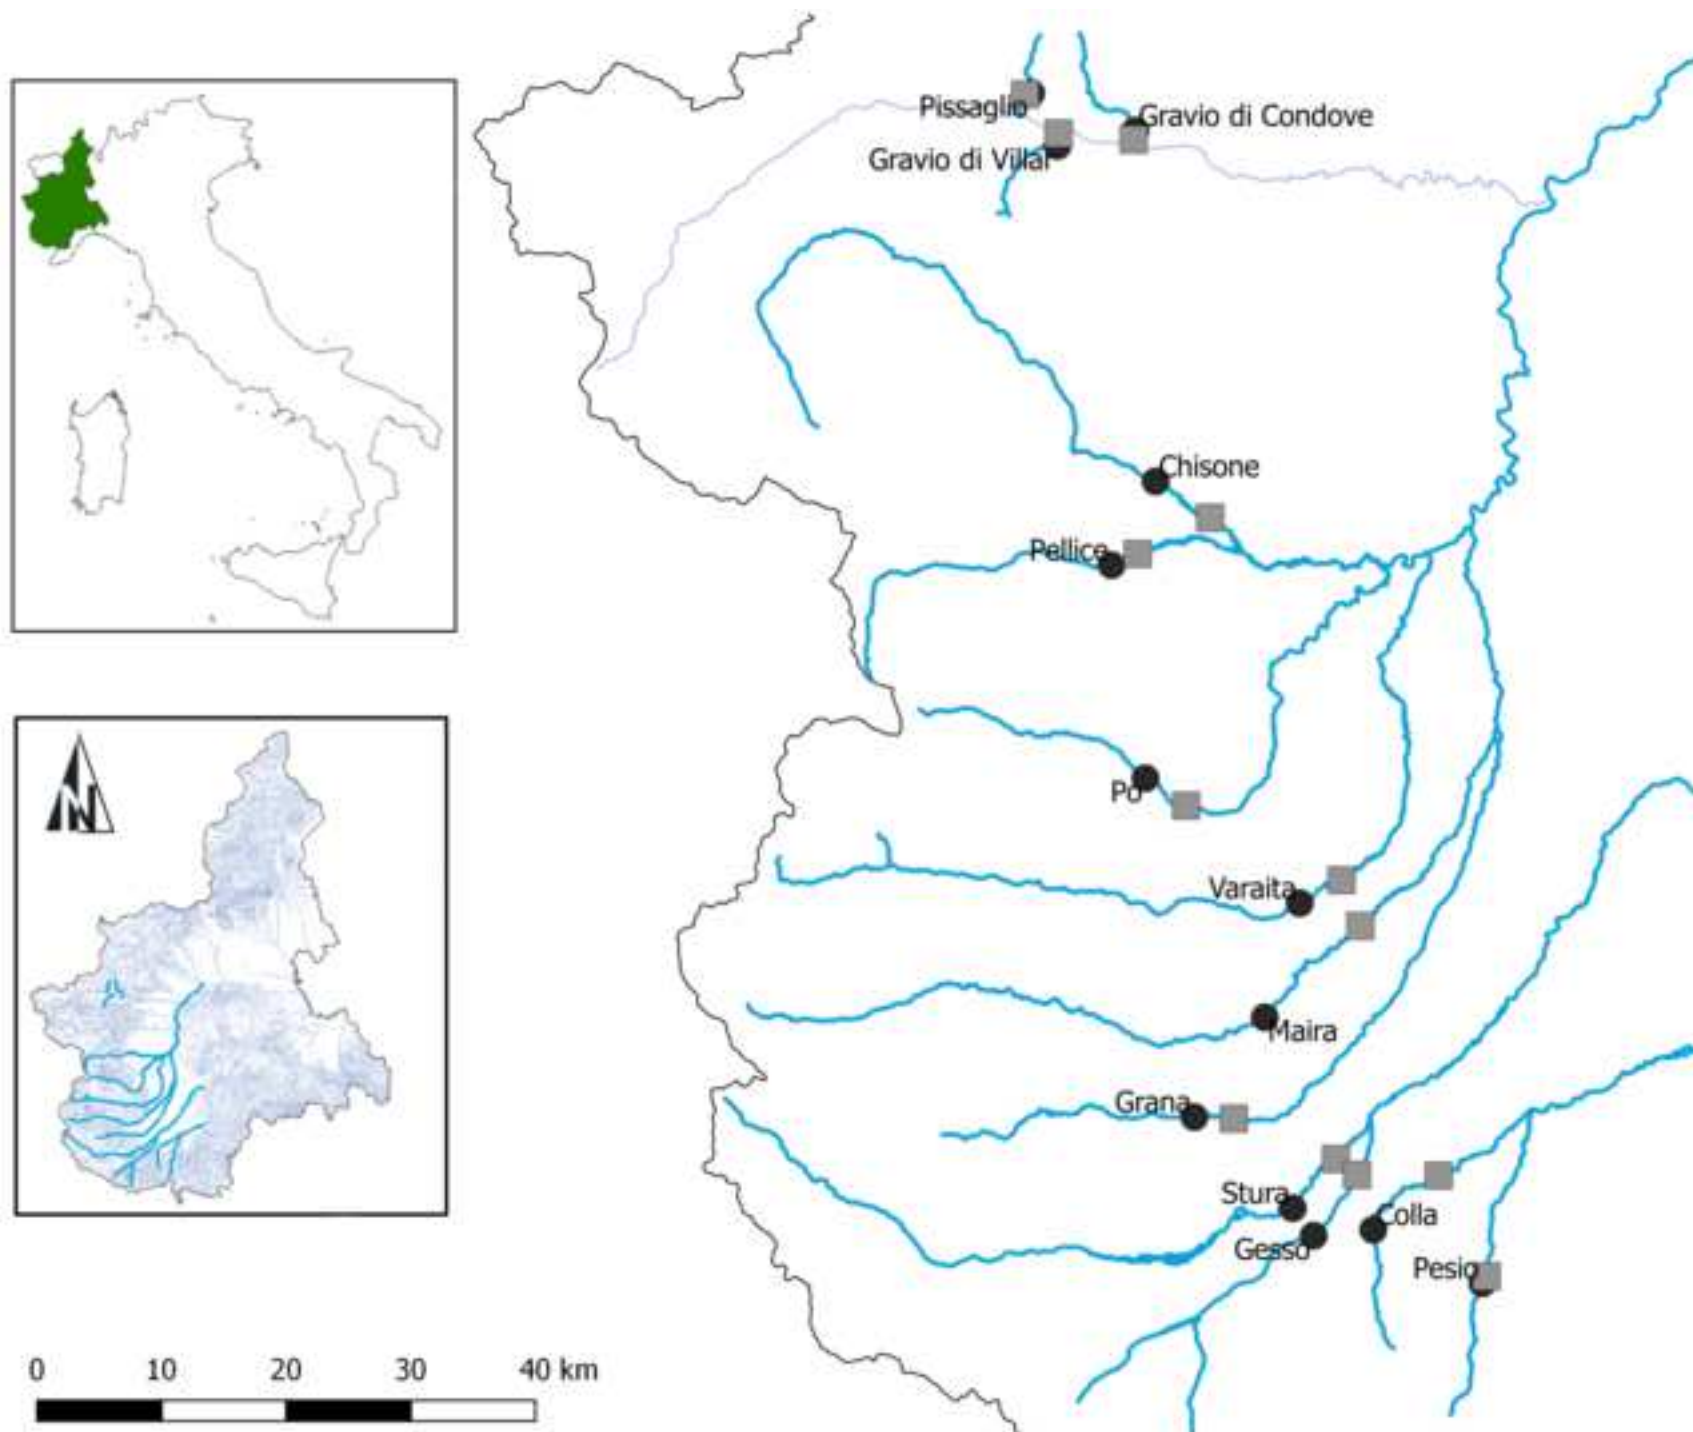 Pissaglio
Gravio di Condove
Gravio di Villar
Chisone
Pellice
Po
N
Varaita
Maira
Grana
Stura
Colla
Gesso
Pesio
0 10 20 30 40 km